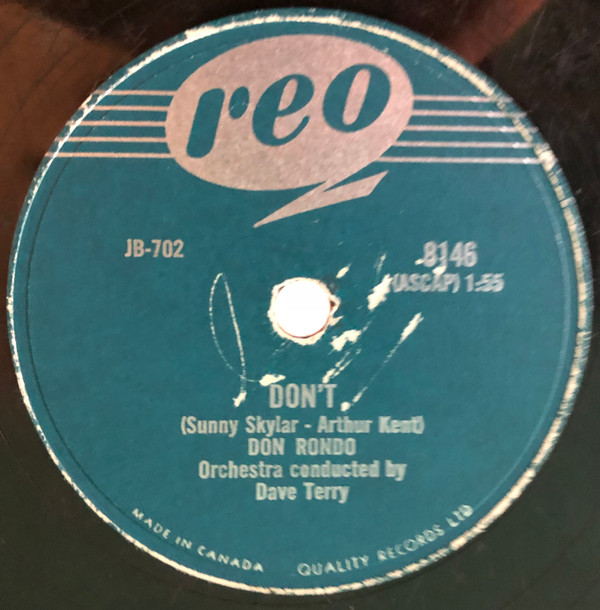 reo
JB-702
8146
(ASCAP) 1:55
DON'T
(Sunny Skylar - Arthur Kent)
DON RONDO
Orchestra conducted by
Dave Terry
MADE IN CANADA QUALITY RECORDS LTD